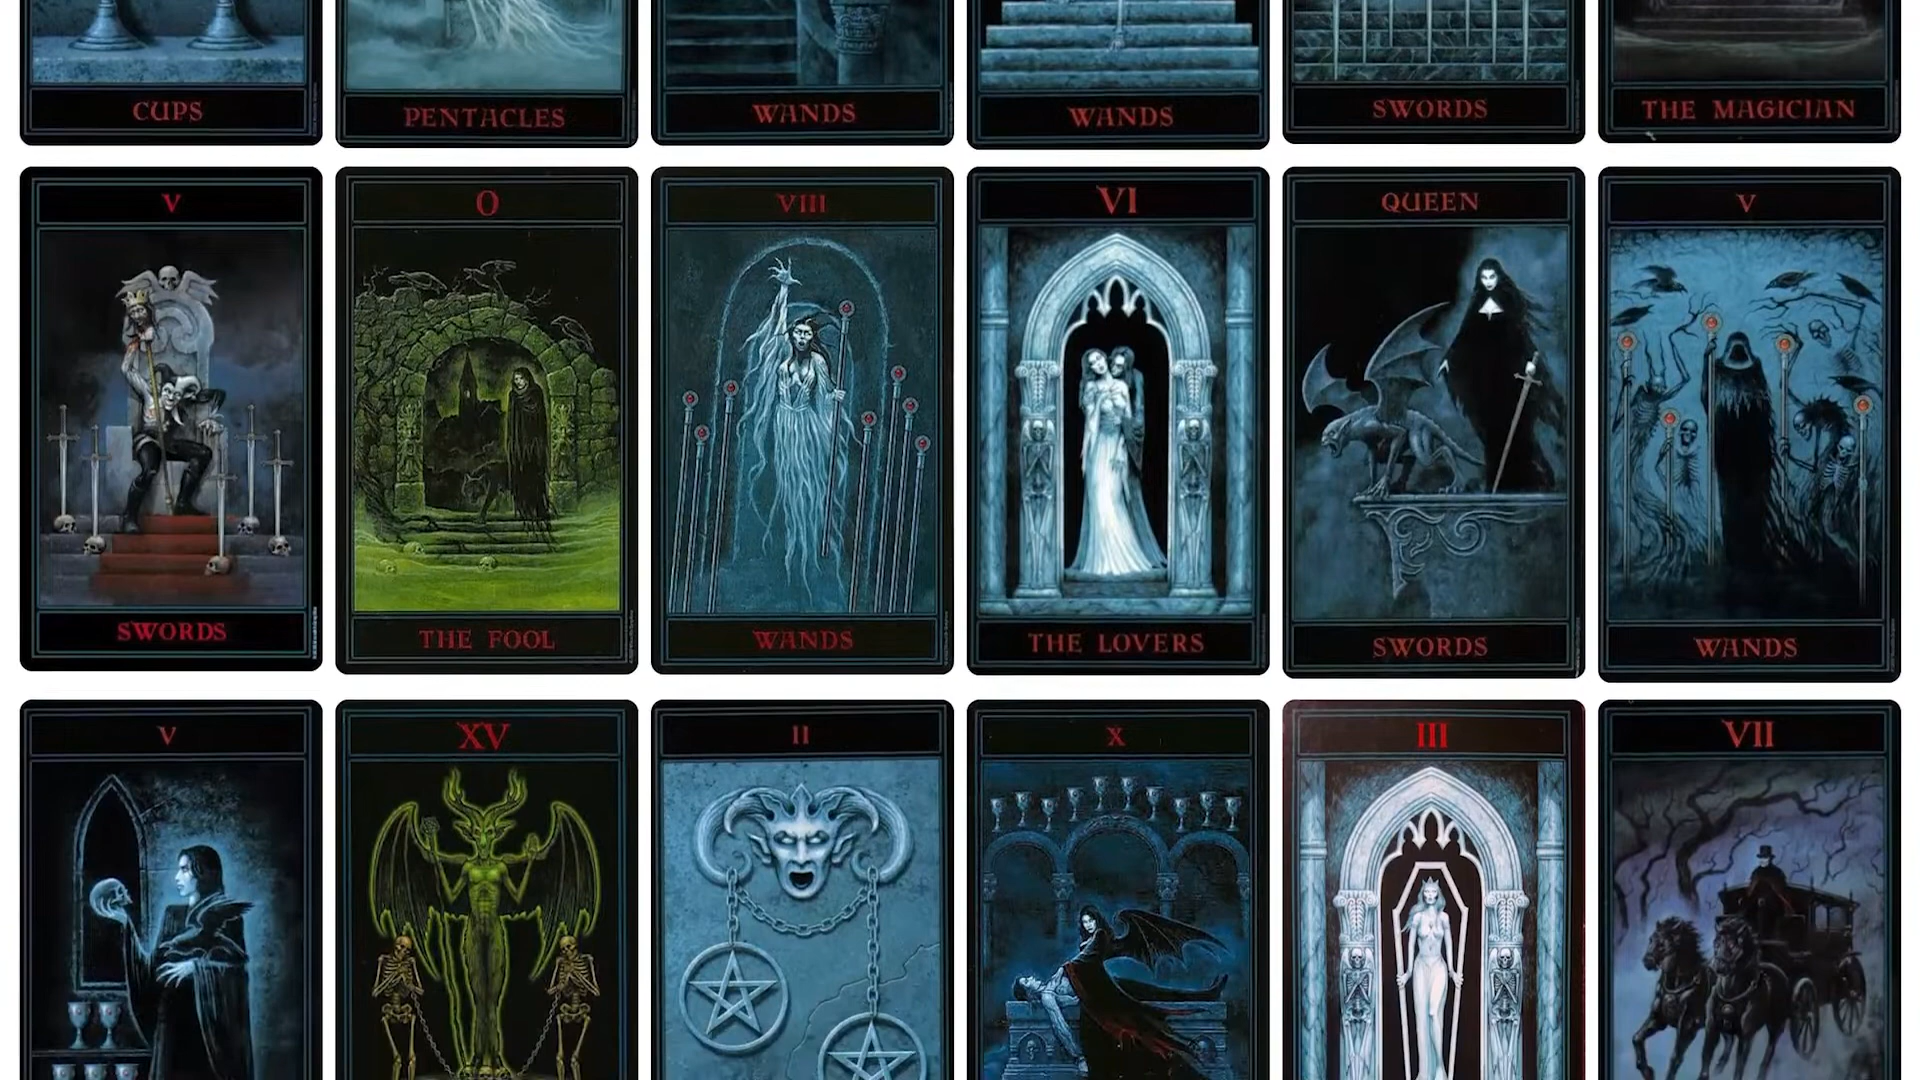 CUPS
PENTACLES
WANDS
WANDS
SWORDS
THE MAGICIAN
V
SWORDS
0
THE FOOL
VIII
WANDS
VI
THE LOVERS
QUEEN
SWORDS
V
WANDS
V
XV
II
X
III
VII